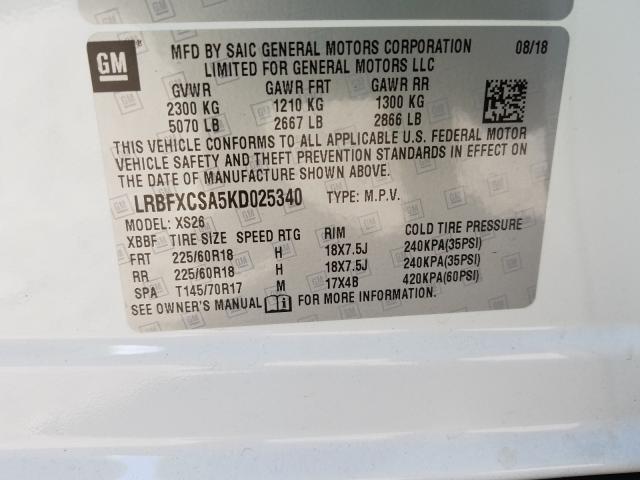 GM
MFD BY SAIC GENERAL MOTORS CORPORATION 08/18
LIMITED FOR GENERAL MOTORS LLC
GVWR GAWR FRT GAWR RR
2300 KG 1210 KG 1300 KG
5070 LB 2667 LB 2866 LB
THIS VEHICLE CONFORMS TO ALL APPLICABLE U.S. FEDERAL MOTOR
VEHICLE SAFETY AND THEFT PREVENTION STANDARDS IN EFFECT ON
THE DATE OF MANUFACTURE SHOWN ABOVE.
LRBFXCSA5KD025340 TYPE: M.P.V.
MODEL: XS26
XBBF TIRE SIZE SPEED RTG RIM COLD TIRE PRESSURE
FRT 225/60R18 H 18X7.5J 240KPA(35PSI)
RR 225/60R18 H 18X7.5J 240KPA(35PSI)
SPA T145/70R17 M 17X4B 420KPA(60PSI)
SEE OWNER'S MANUAL FOR MORE INFORMATION